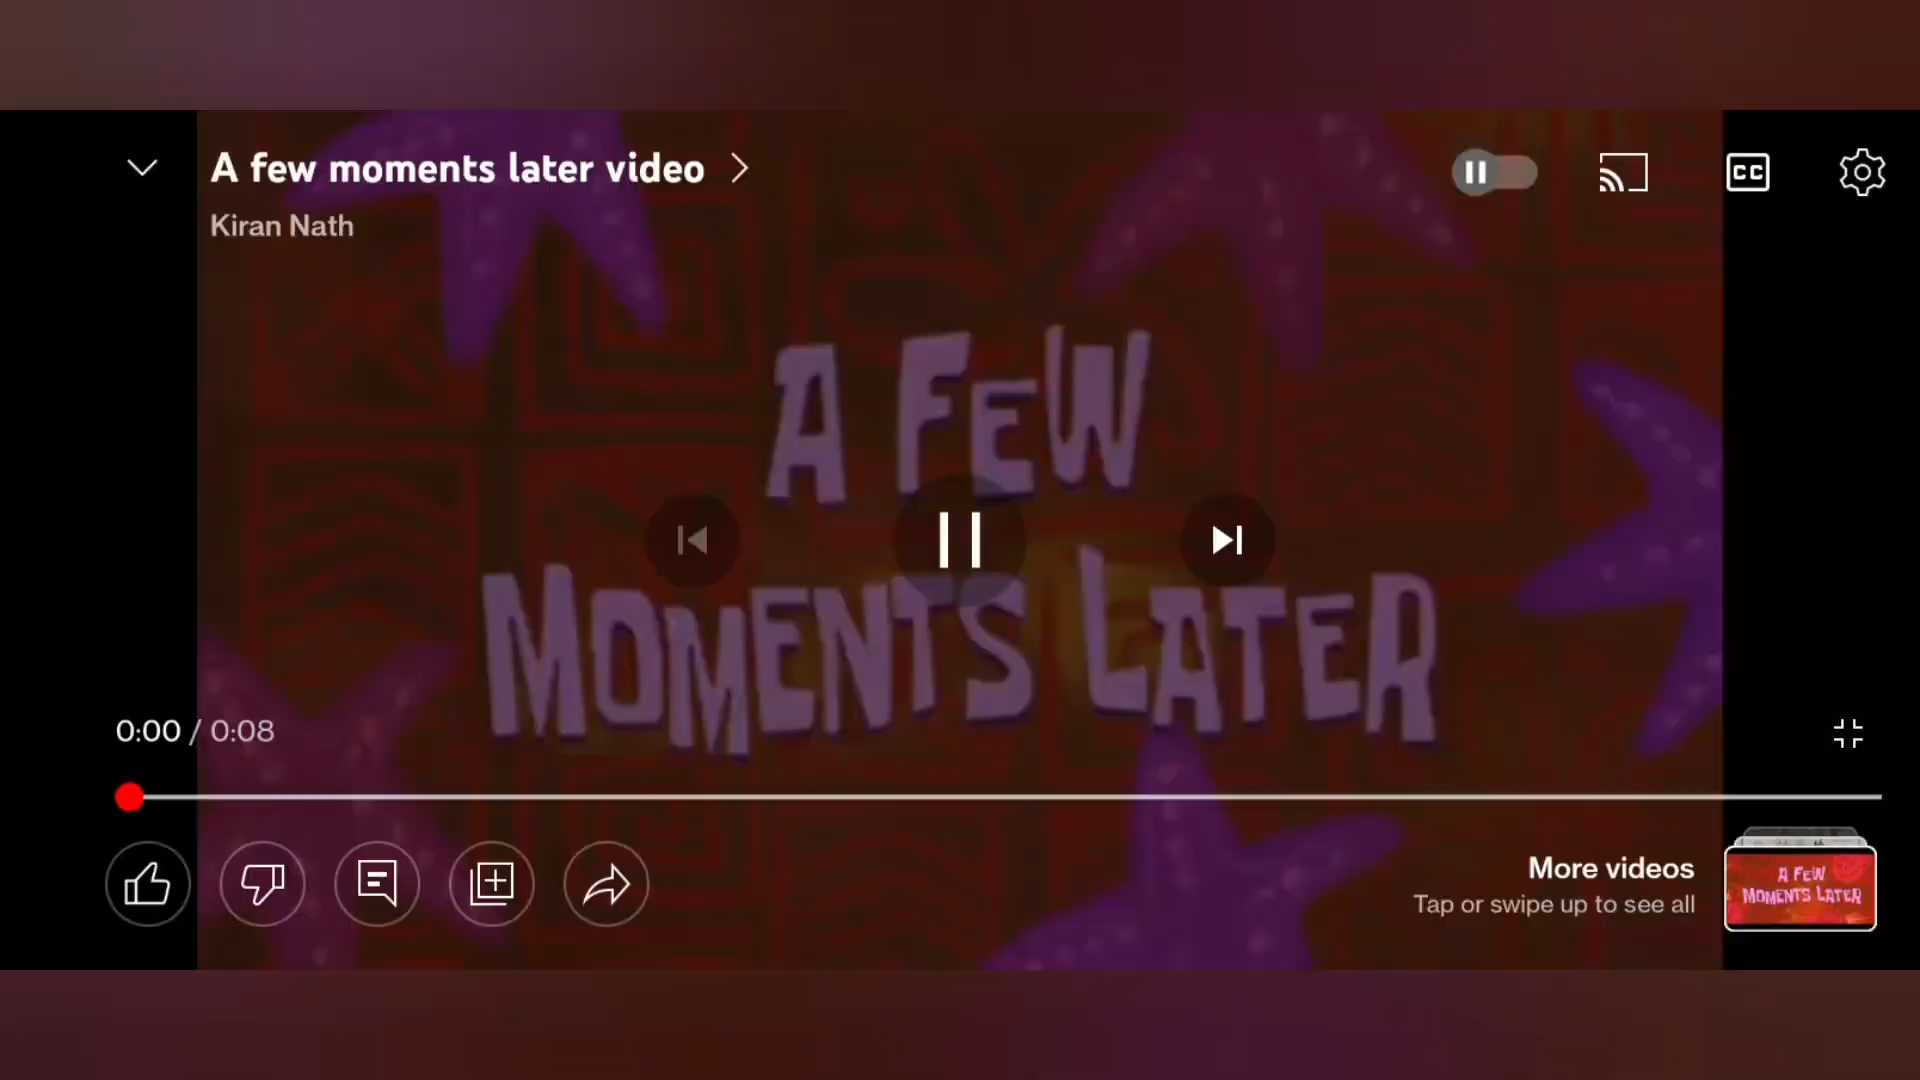 A few moments later video
Kiran Nath
CC
A FEW
MOMENTS LATER
0:00 / 0:08
More videos
Tap or swipe up to see all
A FEW
MOMENTS LATER